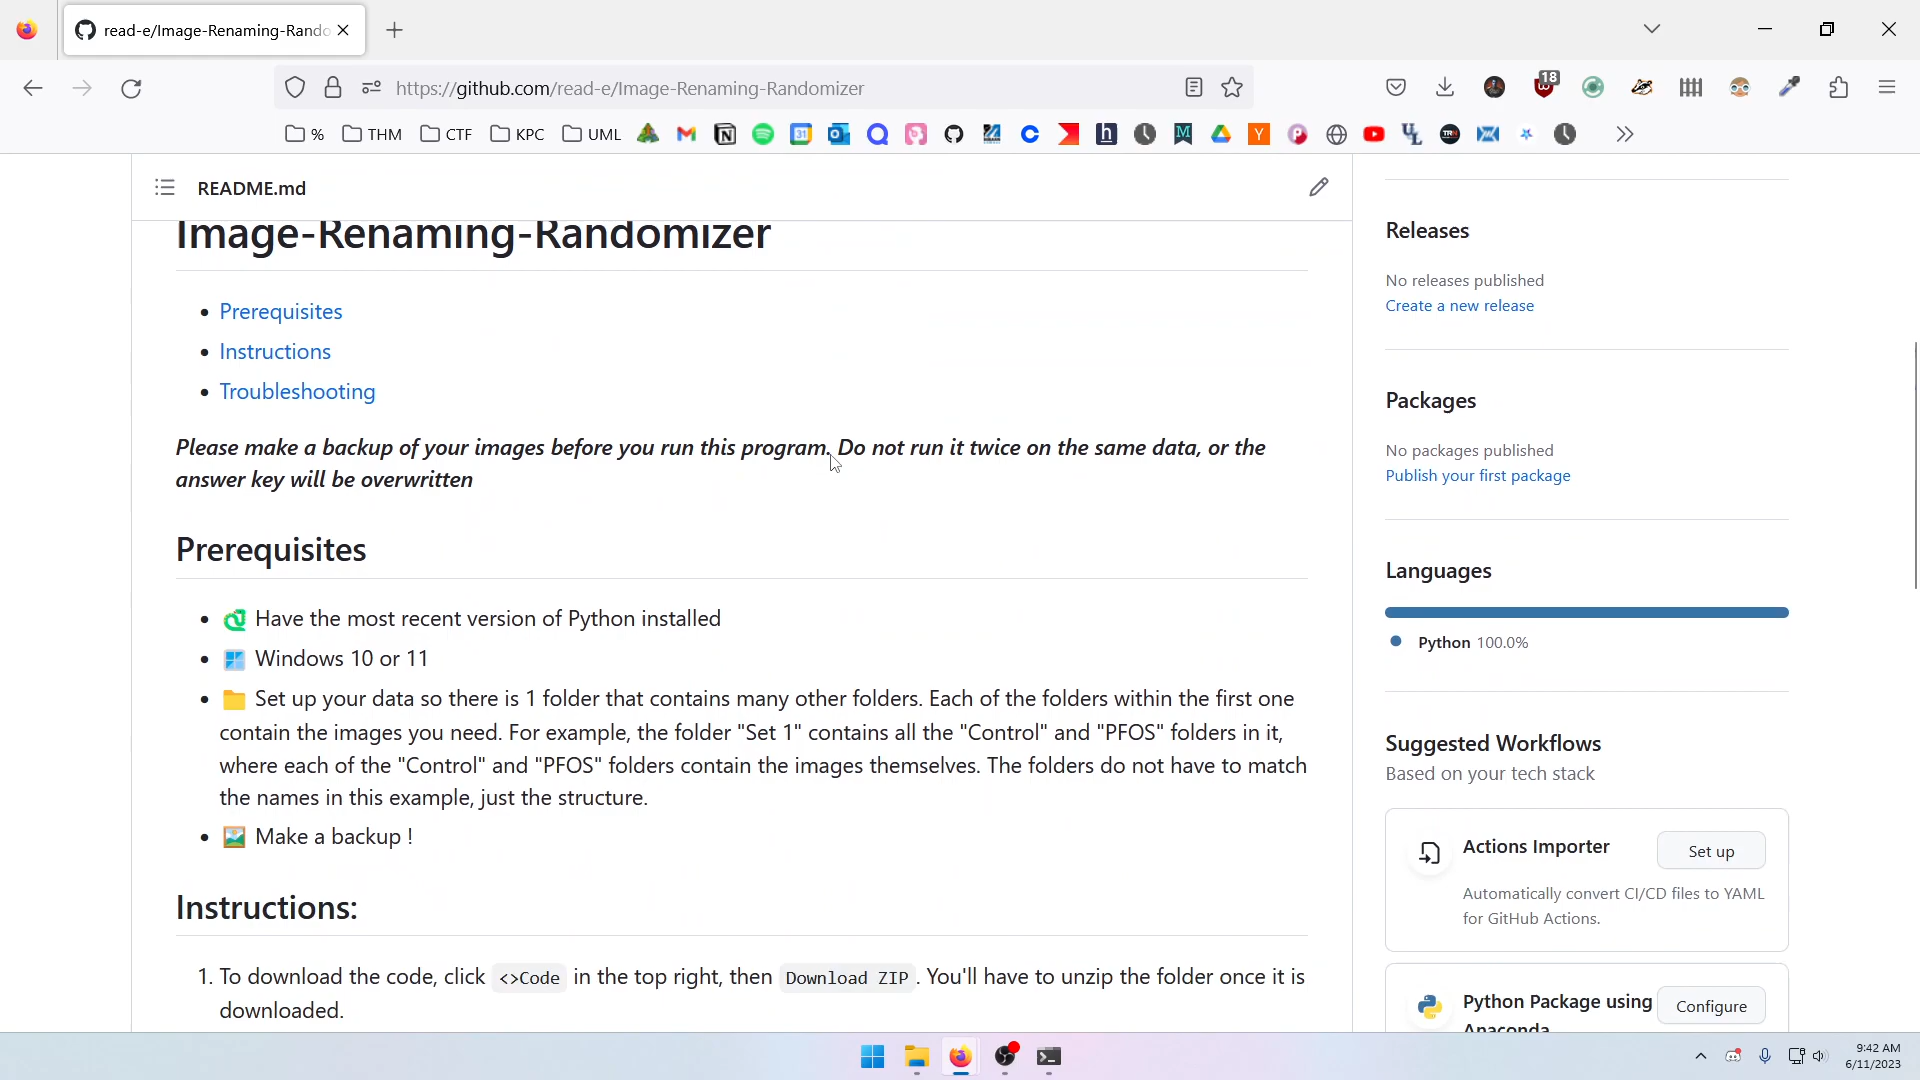 read-e/Image-Renaming-Rando
https://github.com/read-e/Image-Renaming-Randomizer
18
% THM CTF KPC UML
README.md
Image-Renaming-Randomizer
Prerequisites
Instructions
Troubleshooting
Please make a backup of your images before you run this program. Do not run it twice on the same data, or the
answer key will be overwritten
Prerequisites
Have the most recent version of Python installed
Windows 10 or 11
Set up your data so there is 1 folder that contains many other folders. Each of the folders within the first one
contain the images you need. For example, the folder "Set 1" contains all the "Control" and "PFOS" folders in it,
where each of the "Control" and "PFOS" folders contain the images themselves. The folders do not have to match
the names in this example, just the structure.
Make a backup !
Instructions:
1. To download the code, click <>Code in the top right, then Download ZIP. You'll have to unzip the folder once it is
downloaded.
Releases
No releases published
Create a new release
Packages
No packages published
Publish your first package
Languages
Python 100.0%
Suggested Workflows
Based on your tech stack
Actions Importer
Set up
Automatically convert CI/CD files to YAML
for GitHub Actions.
Python Package using
Anaconda
Configure
9:42 AM
6/11/2023